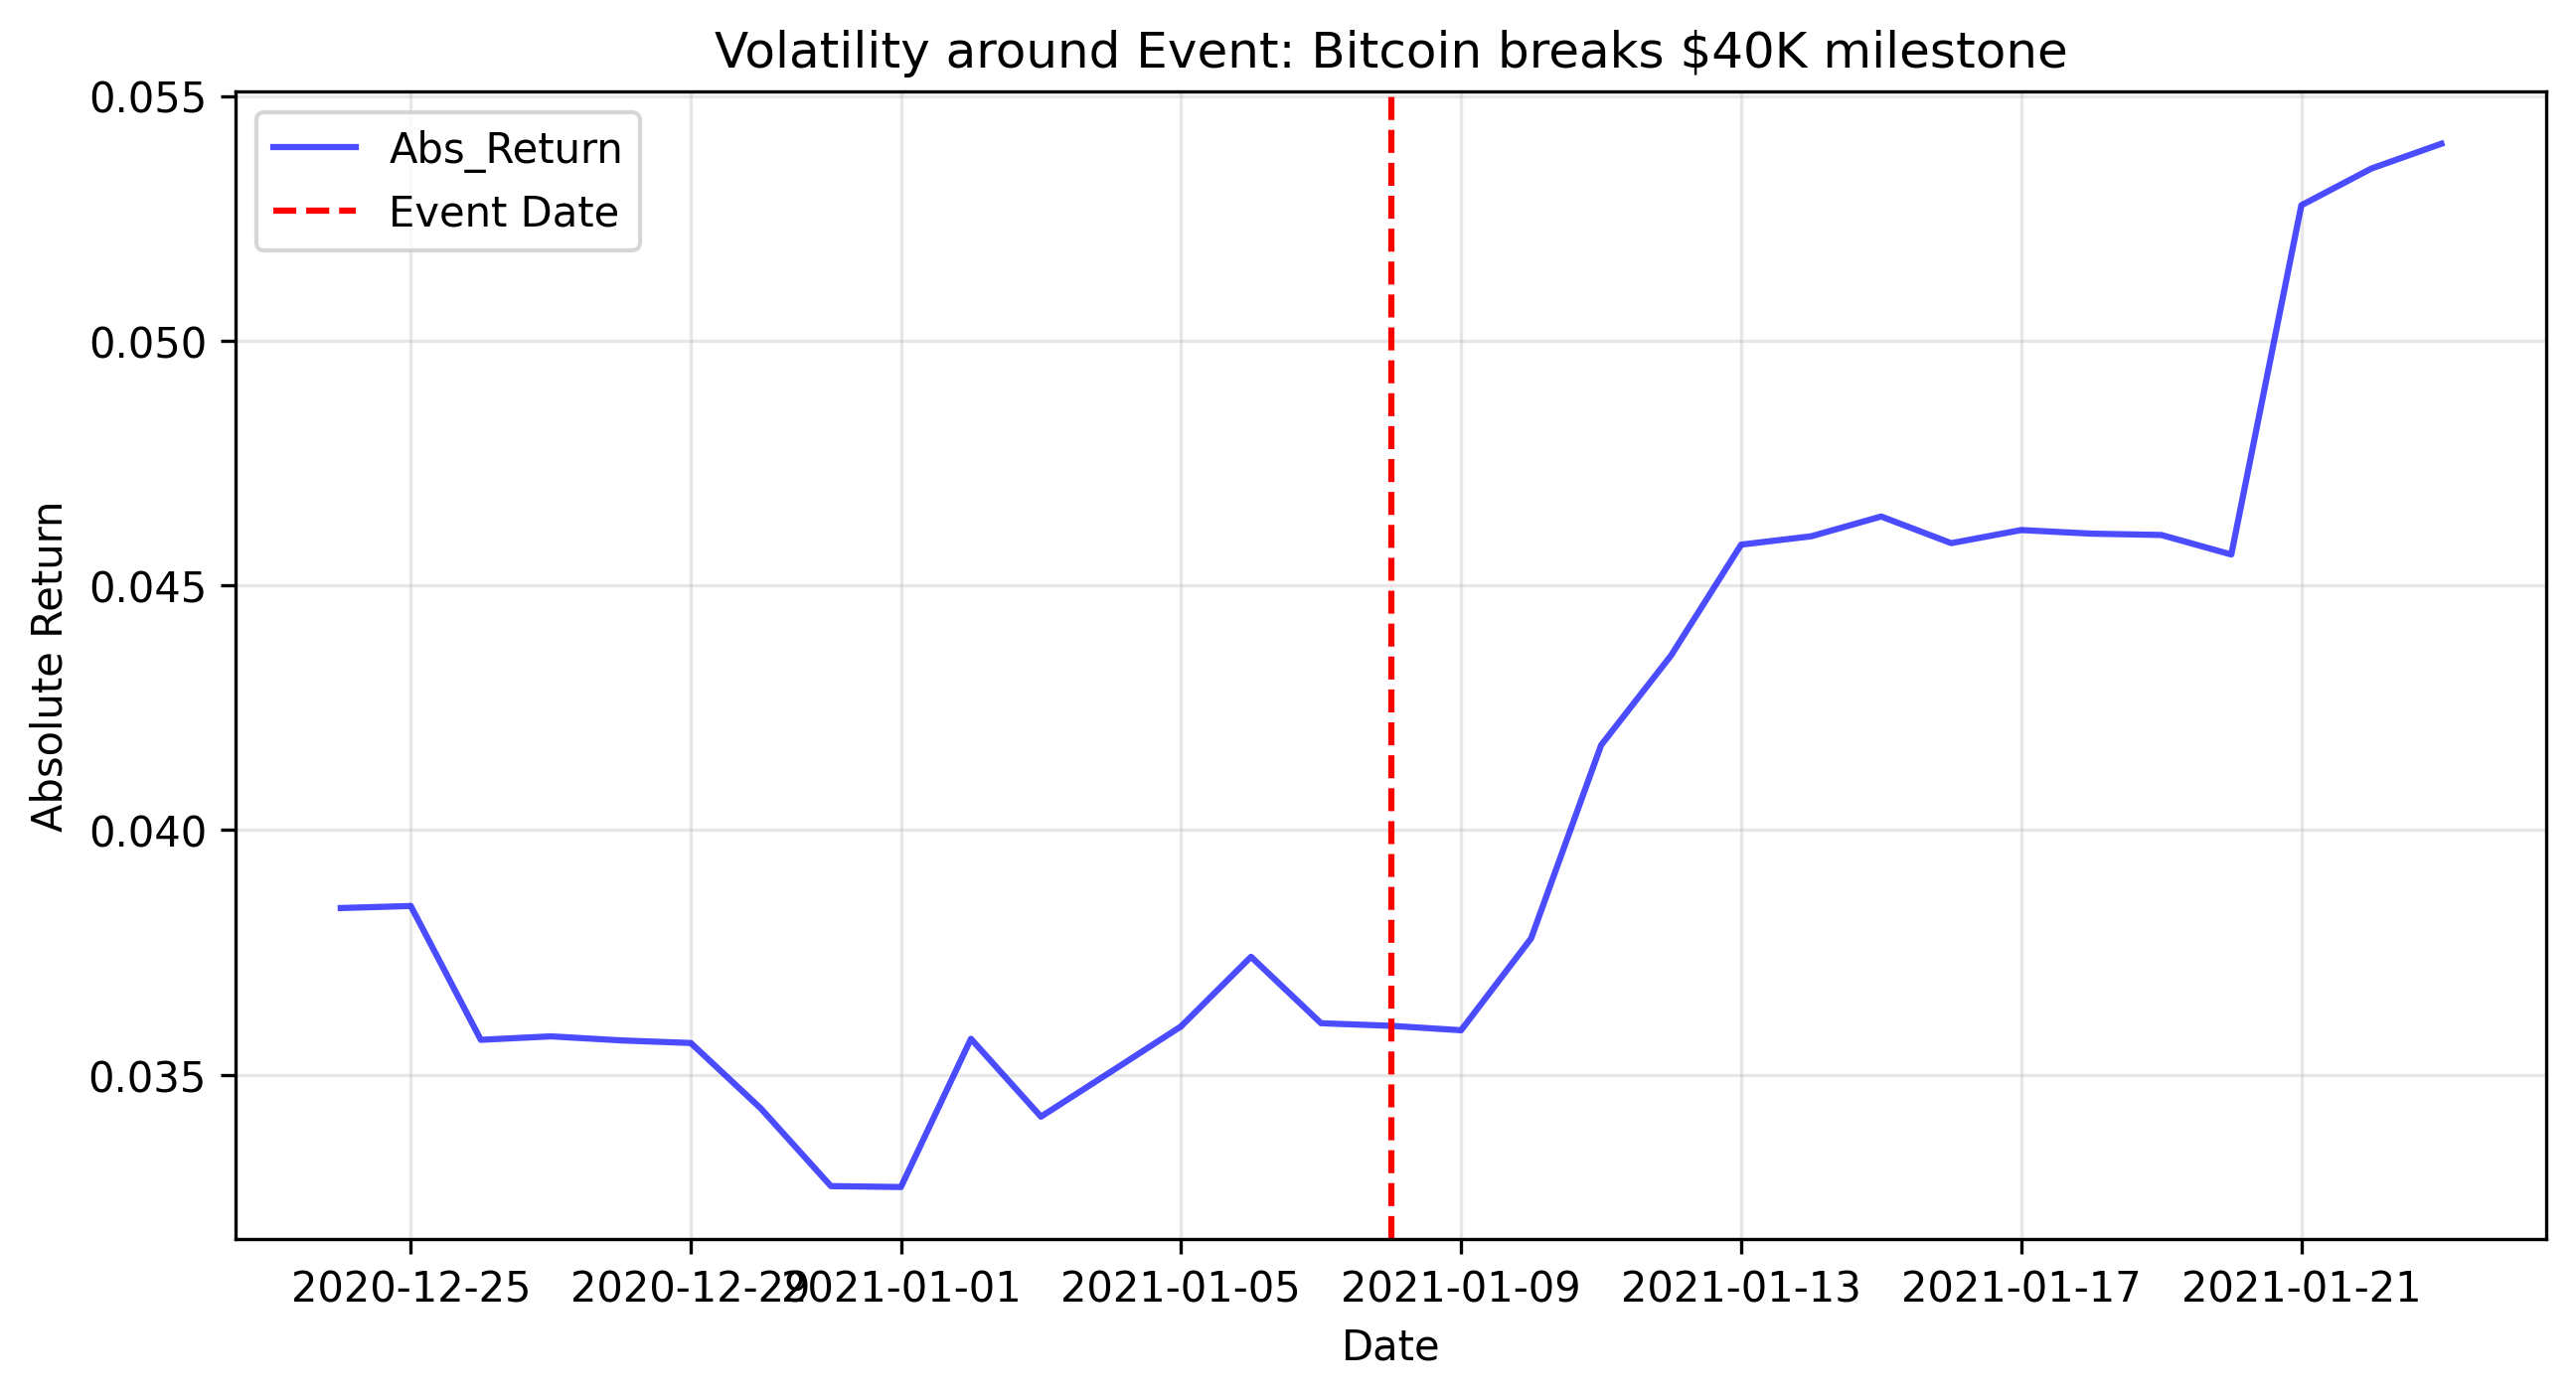 Volatility around Event: Bitcoin breaks $40K milestone
Abs_Return
Event Date
0.055
0.050
0.045
0.040
0.035
Absolute Return
2020-12-25 2020-12-29 2021-01-01 2021-01-05 2021-01-09 2021-01-13 2021-01-17 2021-01-21
Date